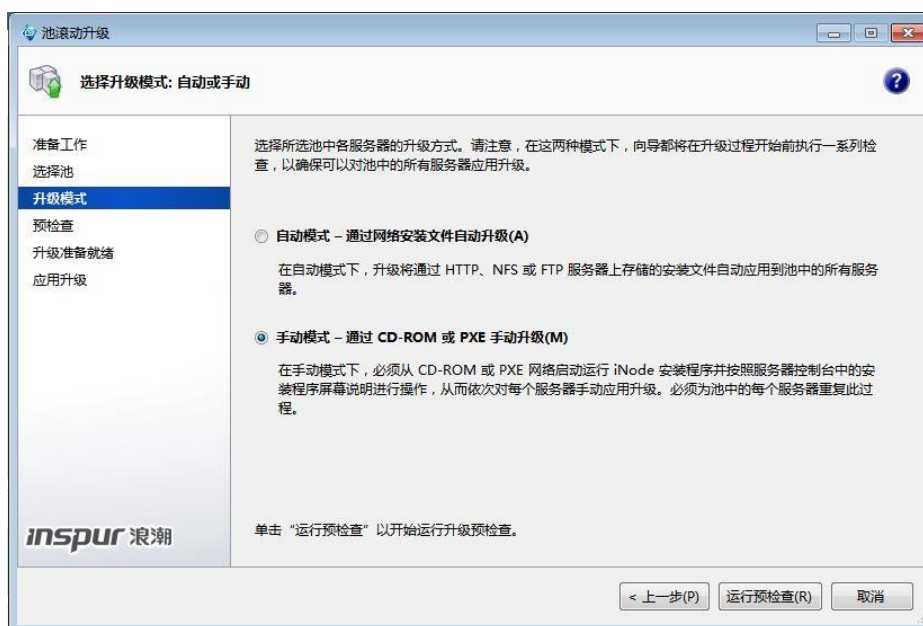 池滚动升级
选择升级模式: 自动或手动
准备工作
选择池
升级模式
预检查
升级准备就绪
应用升级
选择所选池中各服务器的升级方式。请注意，在这两种模式下，向导都将在升级过程开始前执行一系列检
查，以确保可以对池中的所有服务器应用升级。
自动模式 – 通过网络安装文件自动升级(A)
在自动模式下，升级将通过 HTTP、NFS 或 FTP 服务器上存储的安装文件自动应用到池中的所有服务
器。
手动模式 – 通过 CD-ROM 或 PXE 手动升级(M)
在手动模式下，必须从 CD-ROM 或 PXE 网络启动运行 iNode 安装程序并按照服务器控制台中的安
装程序屏幕说明进行操作，从而依次对每个服务器手动应用升级。必须为池中的每个服务器重复此过
程。
inspur 浪潮
单击“运行预检查”以开始运行升级预检查。
< 上一步(P)
运行预检查(R)
取消